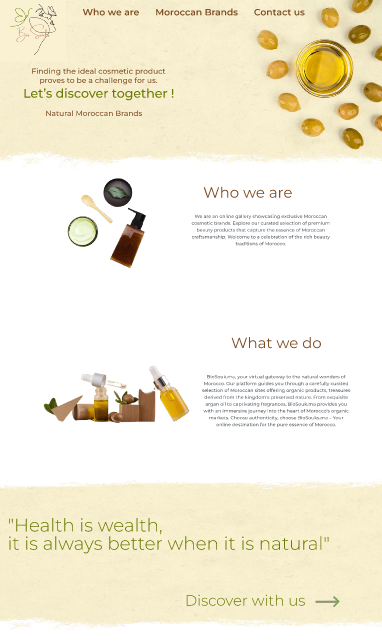 Who we are Moroccan Brands Contact us
Finding the ideal cosmetic product
proves to be a challenge for us.
Let's discover together !
Natural Moroccan Brands
Who we are
We are an online gallery showcasing exclusive Moroccan
cosmetic brands. Explore our curated selection of premium
beauty products that capture the essence of Moroccan
craftsmanship. Welcome to a celebration of the rich beauty
traditions of Morocco.
What we do
BioSouk.ma, your virtual gateway to the natural wonders of
Morocco. Our platform guides you through a carefully curated
selection of Moroccan sites offering organic products, treasures
derived from the kingdom's preserved nature. From exquisite
argan oil to captivating fragrances, BioSouk.ma provides you
with an immersive journey into the heart of Morocco's organic
markets. Choose authenticity, choose BioSouk.ma - Your
online destination for the pure essence of Morocco.
"Health is wealth,
it is always better when it is natural"
Discover with us